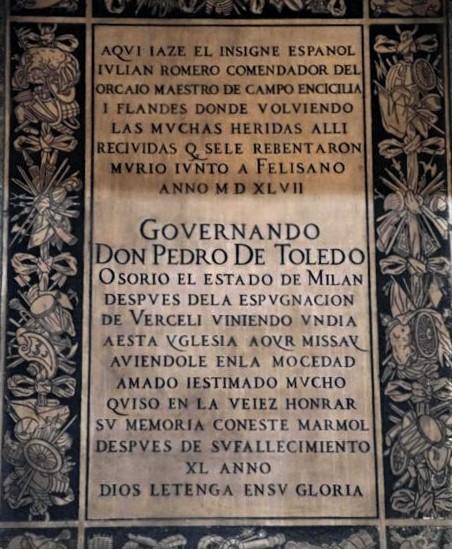 AQVI IAZE EL INSIGNE ESPANOL
IVLIAN ROMERO COMENDADOR DEL
ORCAIO MAESTRO DE CAMPO ENCICILIA
I FLANDES DONDE VOLVIENDO
LAS MVCHAS HERIDAS ALLI
RECIVIDAS Q SELE REBENTARON
MVRIO IVNTO A FELISANO
ANNO M D XLVII
GOVERNANDO
DON PEDRO DE TOLEDO
OSORIO EL ESTADO DE MILAN
DESPVES DELA ESPVGNACION
DE VERCELI VINIENDO VNDIA
AESTA YGLESIA AOYR MISSAY
AVIENDOLE ENLA MOCEDAD
AMADO IESTIMADO MVCHO
QVISO EN LA VEIEZ HONRAR
SV MEMORIA CONESTE MARMOL
DESPVES DE SVFALLECIMIENTO
XL ANNO
DIOS LETENGA ENSV GLORIA